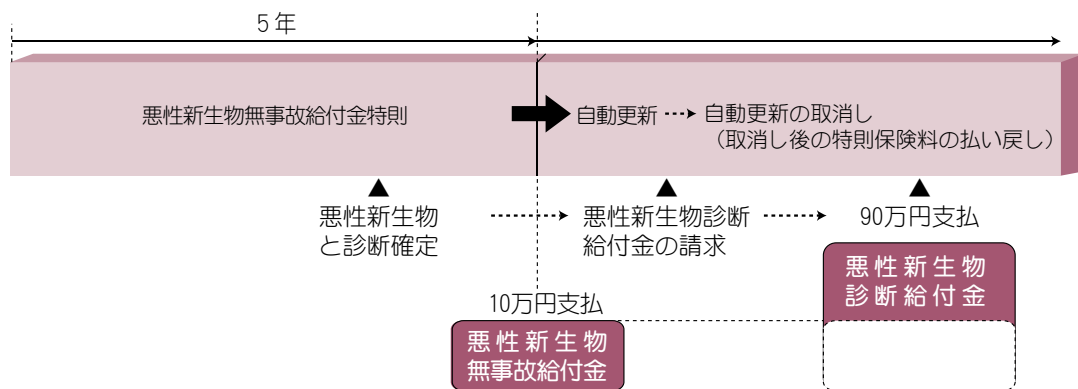 5年
悪性新生物無事故給付金特則
自動更新
自動更新の取消し
（取消し後の特則保険料の払い戻し）
悪性新生物
と診断確定
悪性新生物診断
給付金の請求
90万円支払
悪性新生物
診断給付金
10万円支払
悪性新生物
無事故給付金